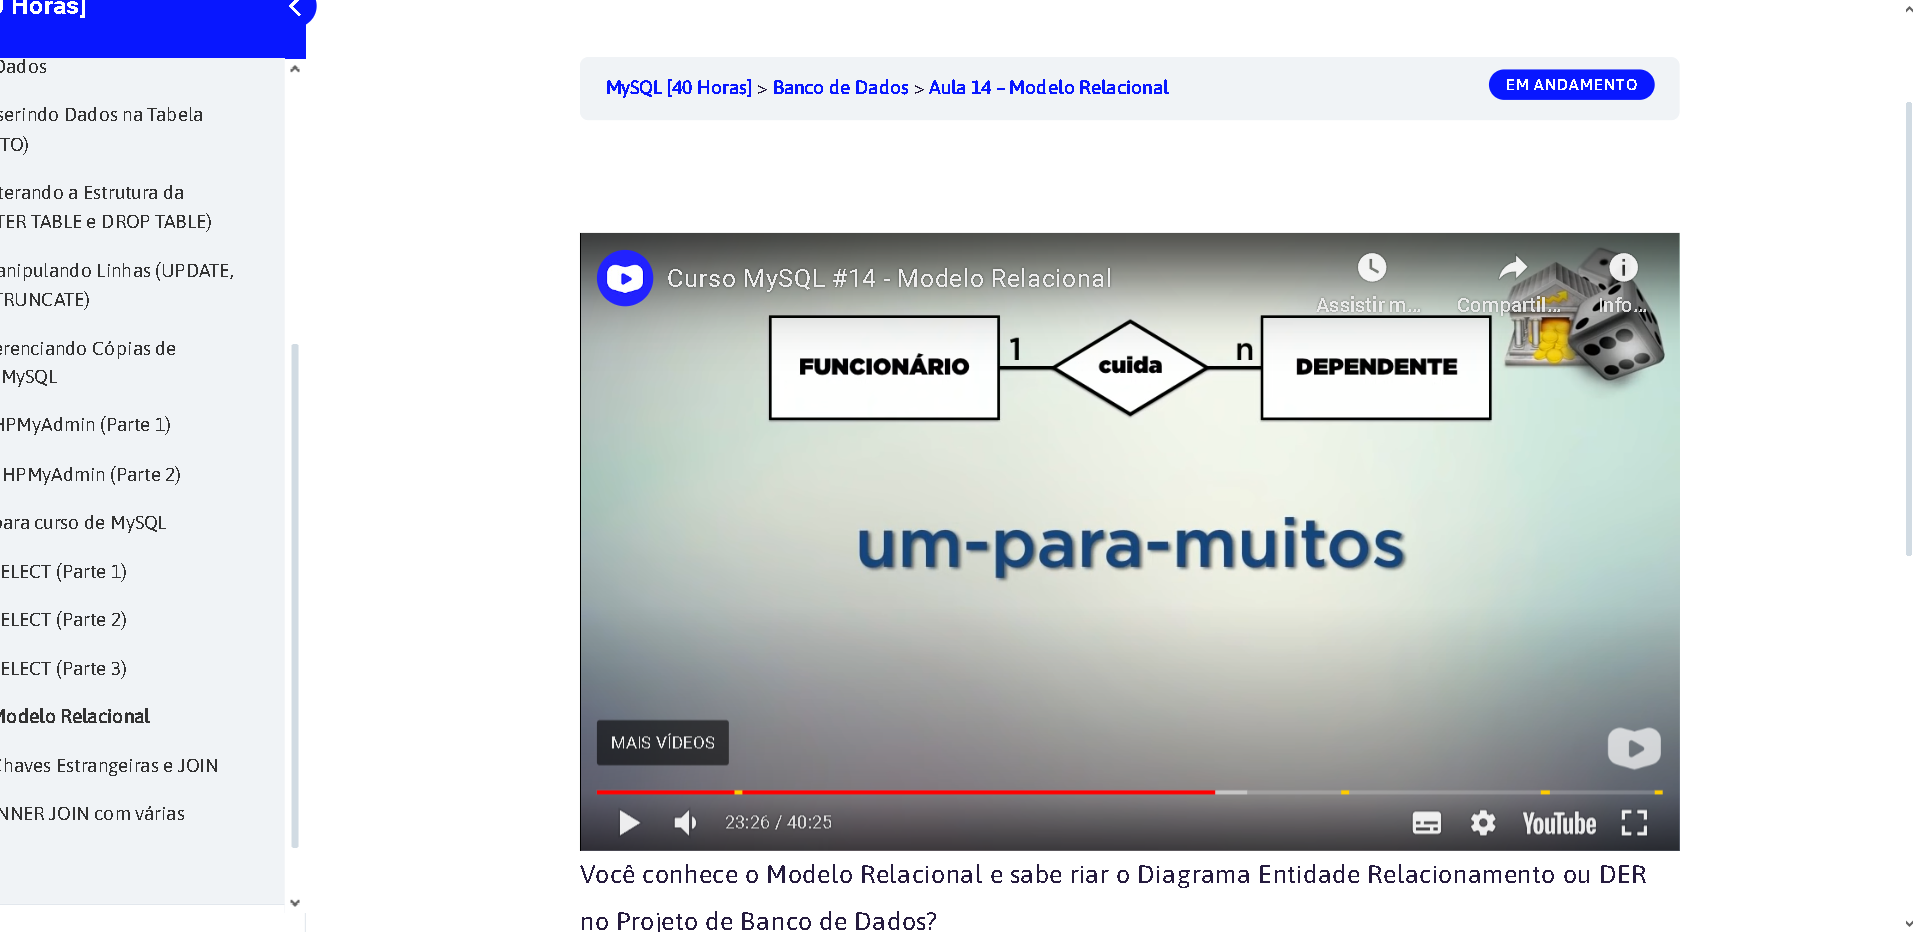 Horas]
Dados
serindo Dados na Tabela
TO)
terando a Estrutura da
TER TABLE e DROP TABLE)
anipulando Linhas (UPDATE,
TRUNCATE)
erenciando Cópias de
MySQL
HPMyAdmin (Parte 1)
HPMyAdmin (Parte 2)
para curso de MySQL
ELECT (Parte 1)
ELECT (Parte 2)
ELECT (Parte 3)
Modelo Relacional
Chaves Estrangeiras e JOIN
NNER JOIN com várias
MySQL [40 Horas] > Banco de Dados > Aula 14 – Modelo Relacional
EM ANDAMENTO
Curso MySQL #14 - Modelo Relacional
Assistir m... Compartil... Info...
FUNCIONÁRIO 1 cuida n DEPENDENTE
um-para-muitos
MAIS VÍDEOS
23:26 / 40:25
YouTube
Você conhece o Modelo Relacional e sabe riar o Diagrama Entidade Relacionamento ou DER
no Projeto de Banco de Dados?